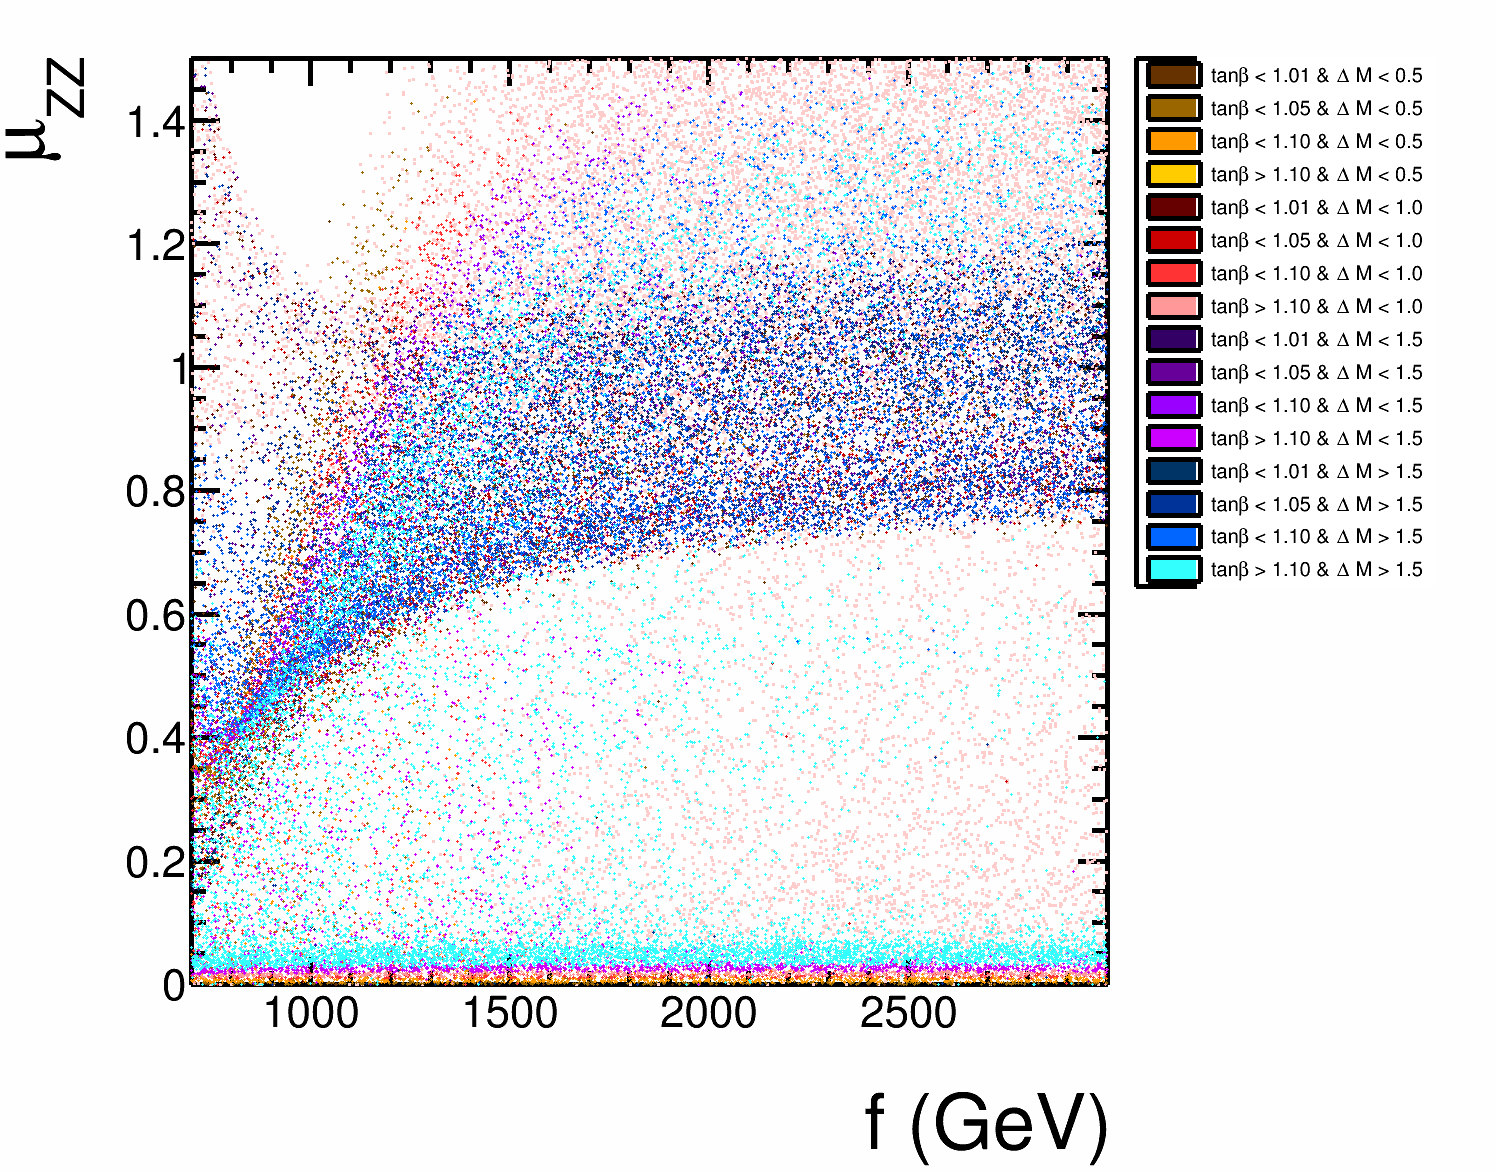 μZZ
1.4
1.2
1
0.8
0.6
0.4
0.2
0
1000 1500 2000 2500
f (GeV)
tanβ < 1.01 & Δ M < 0.5
tanβ < 1.05 & Δ M < 0.5
tanβ < 1.10 & Δ M < 0.5
tanβ > 1.10 & Δ M < 0.5
tanβ < 1.01 & Δ M < 1.0
tanβ < 1.05 & Δ M < 1.0
tanβ < 1.10 & Δ M < 1.0
tanβ > 1.10 & Δ M < 1.0
tanβ < 1.01 & Δ M < 1.5
tanβ < 1.05 & Δ M < 1.5
tanβ < 1.10 & Δ M < 1.5
tanβ > 1.10 & Δ M < 1.5
tanβ < 1.01 & Δ M > 1.5
tanβ < 1.05 & Δ M > 1.5
tanβ < 1.10 & Δ M > 1.5
tanβ > 1.10 & Δ M > 1.5